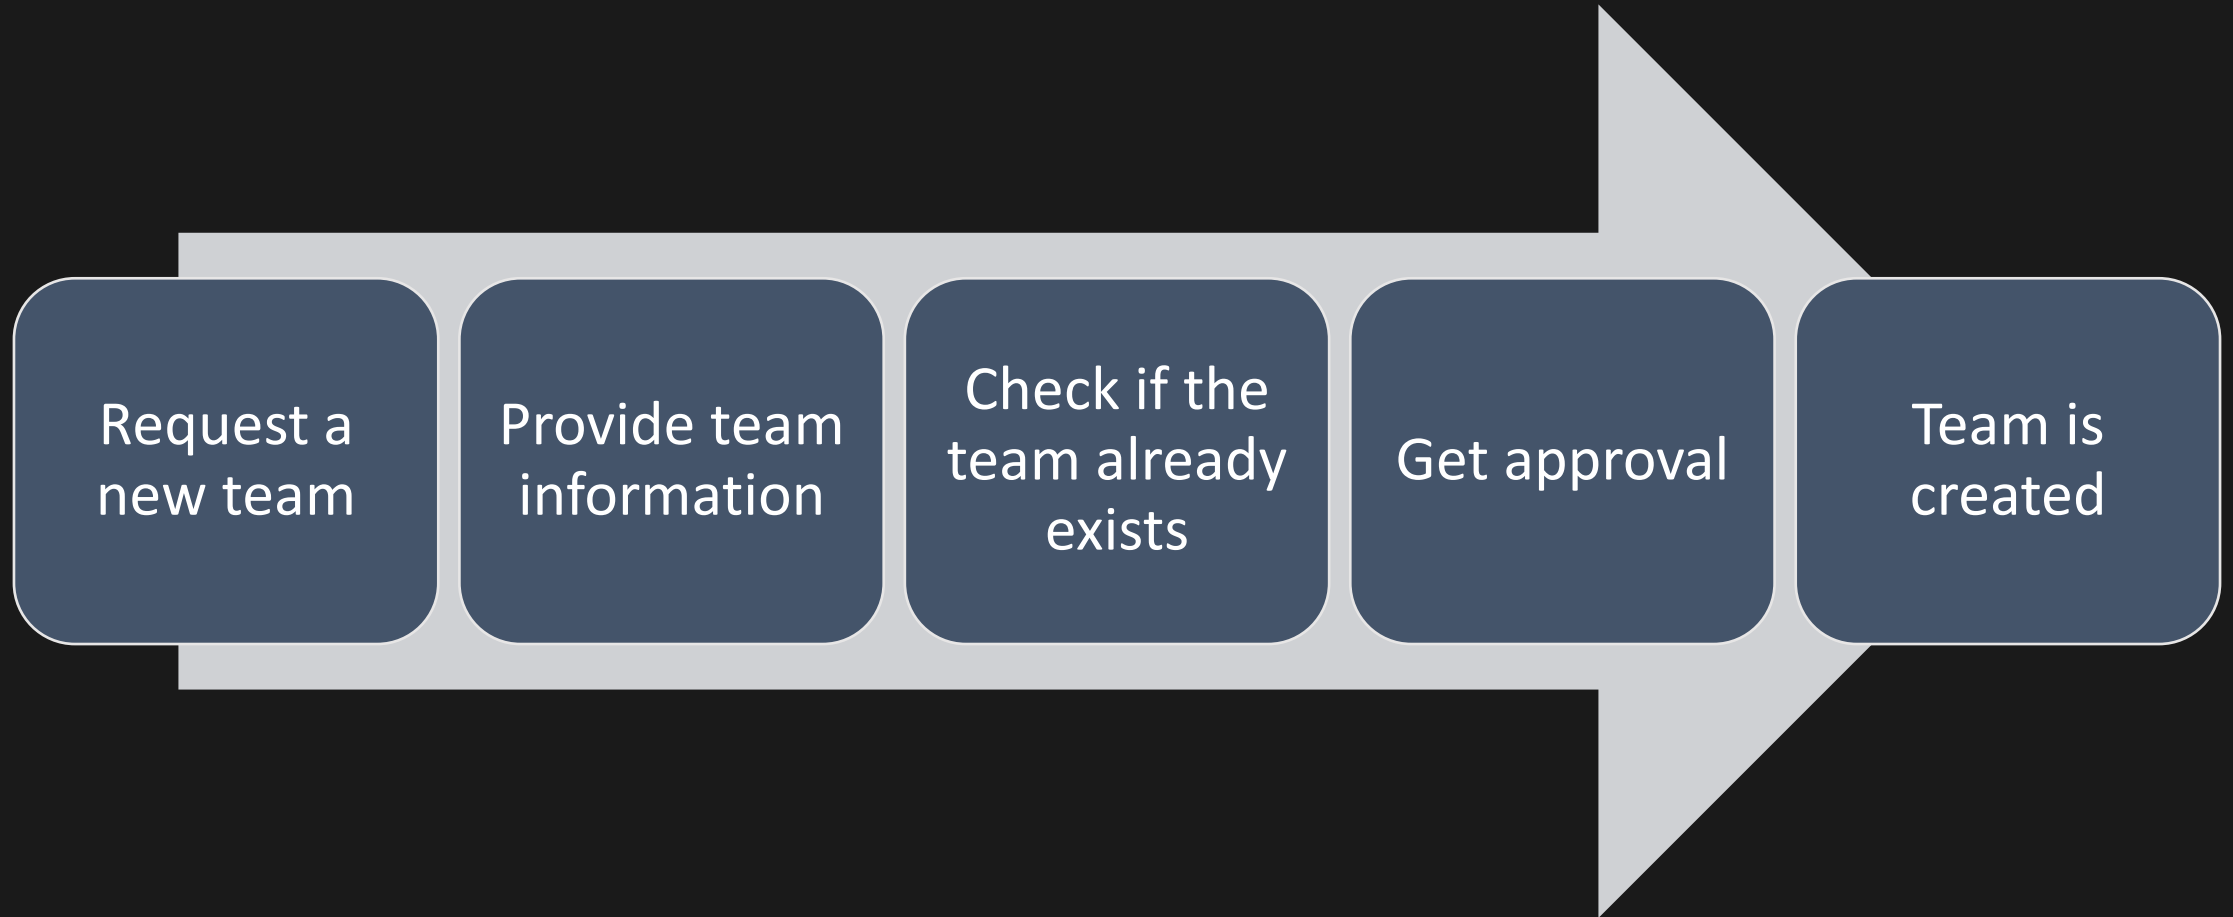 Request a
new team
Provide team
information
Check if the
team already
exists
Get approval
Team is
created